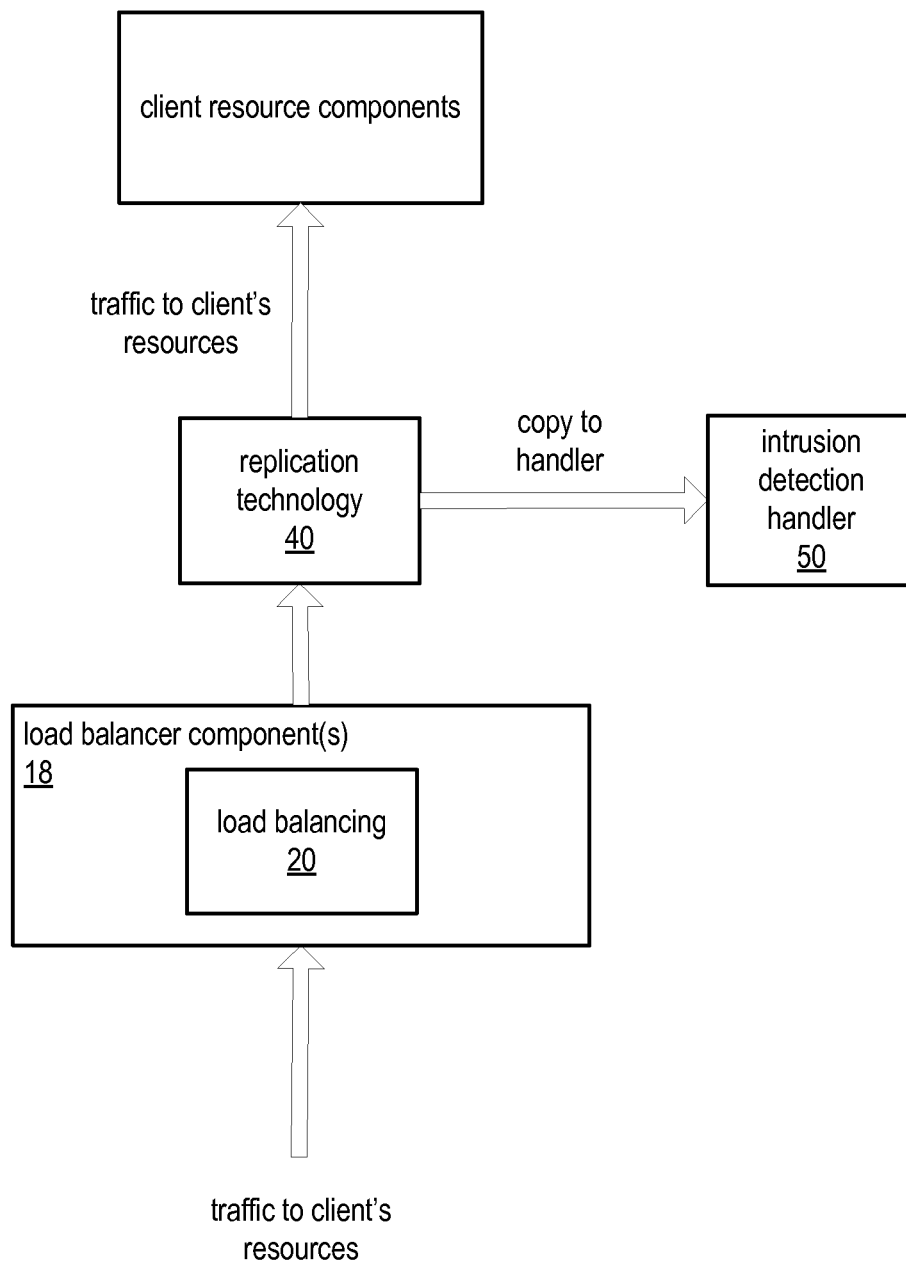 client resource components
traffic to client’s
resources
replication
technology
40
copy to
handler
intrusion
detection
handler
50
load balancer component(s)
18
load balancing
20
traffic to client’s
resources